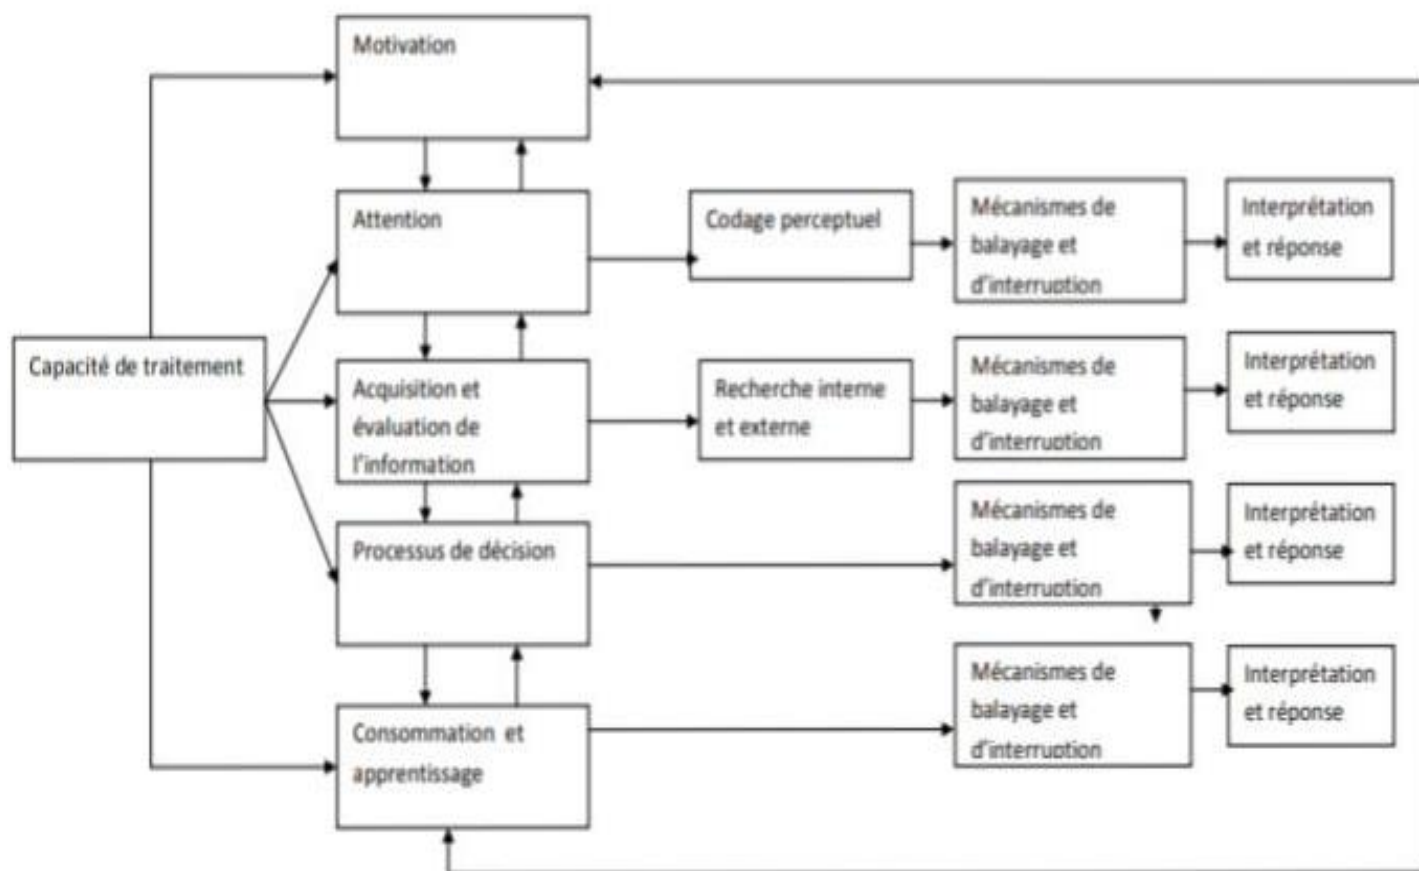 Motivation
Attention
Codage perceptuel
Mécanismes de
balayage et
d'interruption
Interprétation
et réponse
Capacité de traitement
Acquisition et
évaluation de
l'information
Recherche interne
et externe
Mécanismes de
balayage et
d'interruption
Interprétation
et réponse
Processus de décision
Mécanismes de
balayage et
d'interruption
Interprétation
et réponse
Consommation et
apprentissage
Mécanismes de
balayage et
d'interruption
Interprétation
et réponse